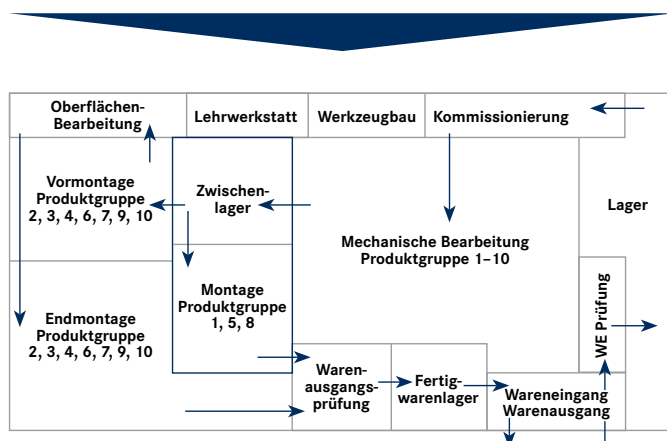 Oberflächen-
Bearbeitung
Lehrwerkstatt
Werkzeugbau
Kommissionierung
Vormontage
Produktgruppe
2, 3, 4, 6, 7, 9, 10
Zwischen-
lager
Lager
Mechanische Bearbeitung
Produktgruppe 1–10
Montage
Produktgruppe
1, 5, 8
WE Prüfung
Endmontage
Produktgruppe
2, 3, 4, 6, 7, 9, 10
Waren-
ausgangs-
prüfung
Fertig-
warenlager
Wareneingang
Warenausgang